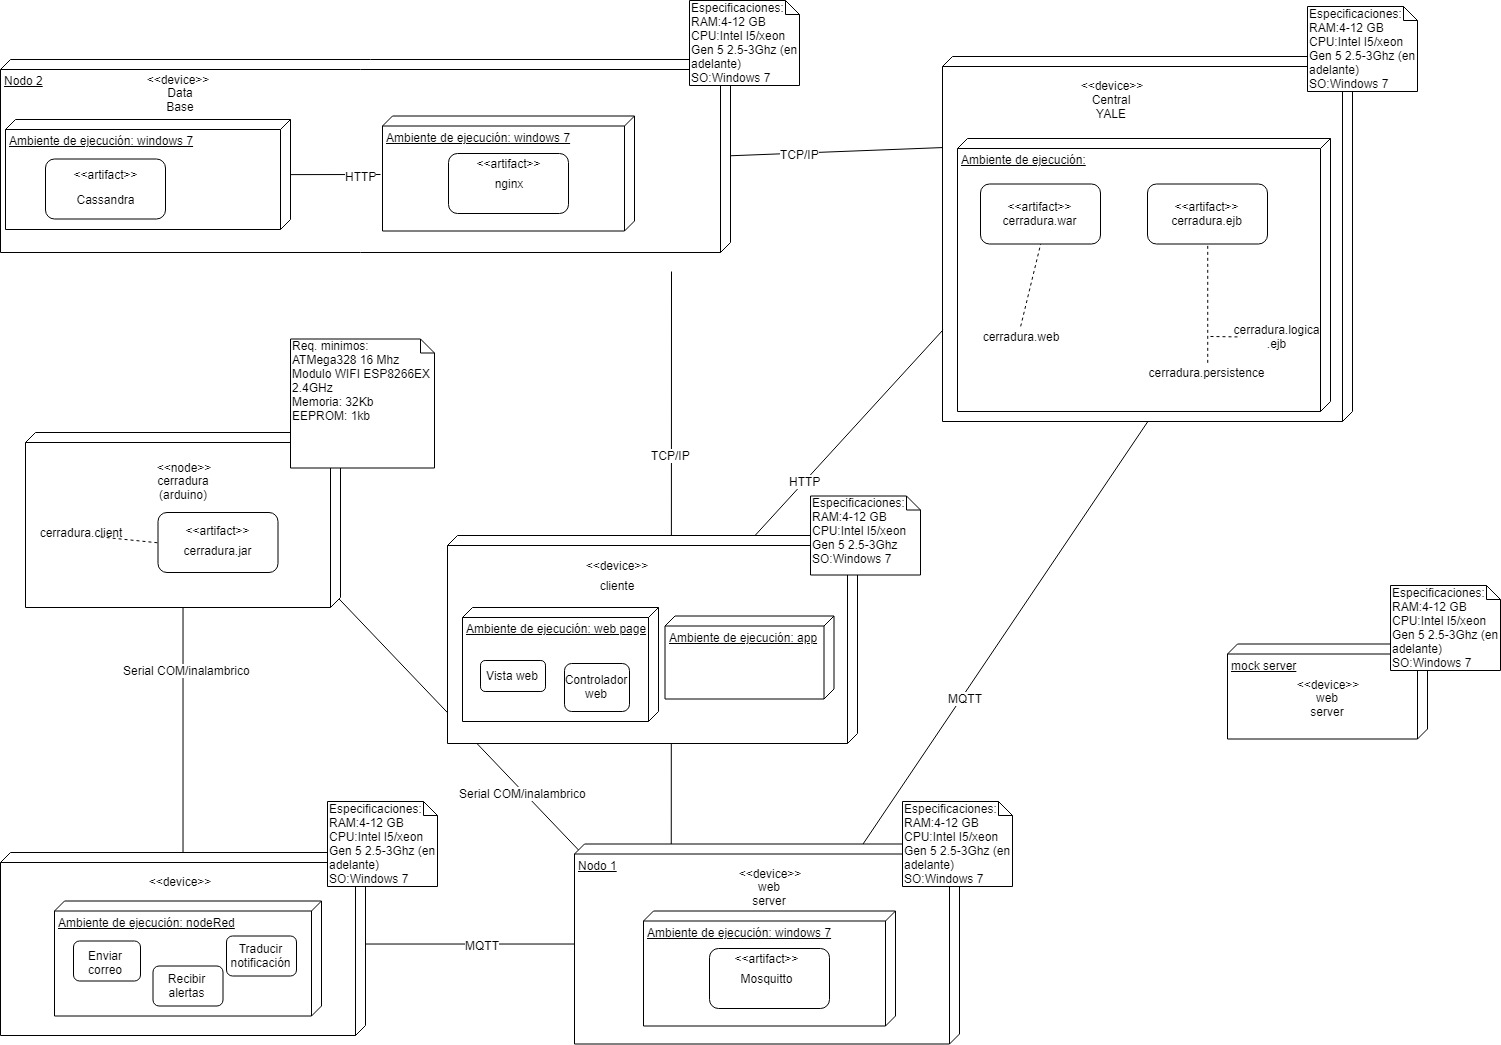 Especificaciones:
RAM:4-12 GB
CPU:Intel I5/xeon
Gen 5 2.5-3Ghz (en
adelante)
SO:Windows 7
Nodo 2
<<device>>
Data
Base
Ambiente de ejecución: windows 7
<<artifact>>
Cassandra
HTTP
Ambiente de ejecución: windows 7
<<artifact>>
nginx
TCP/IP
Especificaciones:
RAM:4-12 GB
CPU:Intel I5/xeon
Gen 5 2.5-3Ghz (en
adelante)
SO:Windows 7
<<device>>
Central
YALE
Ambiente de ejecución:
<<artifact>>
cerradura.war
<<artifact>>
cerradura.ejb
cerradura.web
cerradura.logica
.ejb
cerradura.persistence
Req. minimos:
ATMega328 16 Mhz
Modulo WIFI ESP8266EX
2.4GHz
Memoria: 32Kb
EEPROM: 1kb
<<node>>
cerradura
(arduino)
cerradura.client
<<artifact>>
cerradura.jar
TCP/IP
HTTP
Especificaciones:
RAM:4-12 GB
CPU:Intel I5/xeon
Gen 5 2.5-3Ghz
SO:Windows 7
<<device>>
cliente
Ambiente de ejecución: web page
Vista web
Controlador
web
Ambiente de ejecución: app
Serial COM/inalambrico
MQTT
Especificaciones:
RAM:4-12 GB
CPU:Intel I5/xeon
Gen 5 2.5-3Ghz (en
adelante)
SO:Windows 7
mock server
<<device>>
web
server
Serial COM/inalambrico
Especificaciones:
RAM:4-12 GB
CPU:Intel I5/xeon
Gen 5 2.5-3Ghz (en
adelante)
SO:Windows 7
<<device>>
Ambiente de ejecución: nodeRed
Enviar
correo
Recibir
alertas
Traducir
notificación
MQTT
Especificaciones:
RAM:4-12 GB
CPU:Intel I5/xeon
Gen 5 2.5-3Ghz (en
adelante)
SO:Windows 7
Nodo 1
<<device>>
web
server
Ambiente de ejecución: windows 7
<<artifact>>
Mosquitto